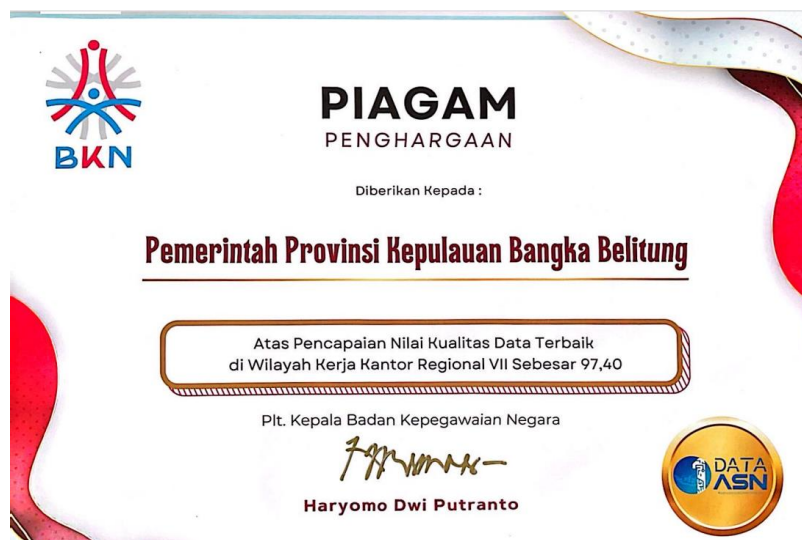 BKN
PIAGAM
PENGHARGAAN
Diberikan Kepada :
Pemerintah Provinsi Kepulauan Bangka Belitung
Atas Pencapaian Nilai Kualitas Data Terbaik
di Wilayah Kerja Kantor Regional VII Sebesar 97,40
Plt. Kepala Badan Kepegawaian Negara
Haryomo Dwi Putranto
DATA
ASN